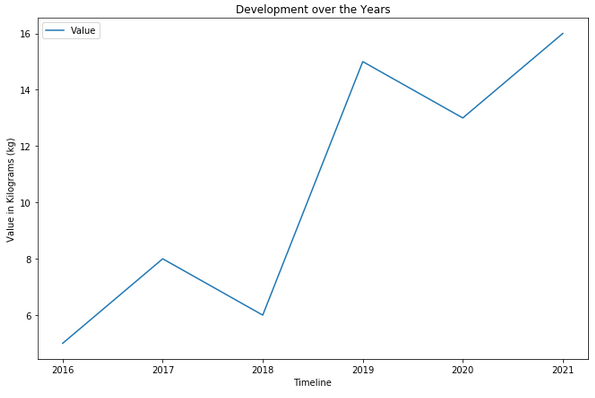 Development over the Years
Value
16
14
12
10
8
6
Value in Kilograms (kg)
2016 2017 2018 2019 2020 2021
Timeline